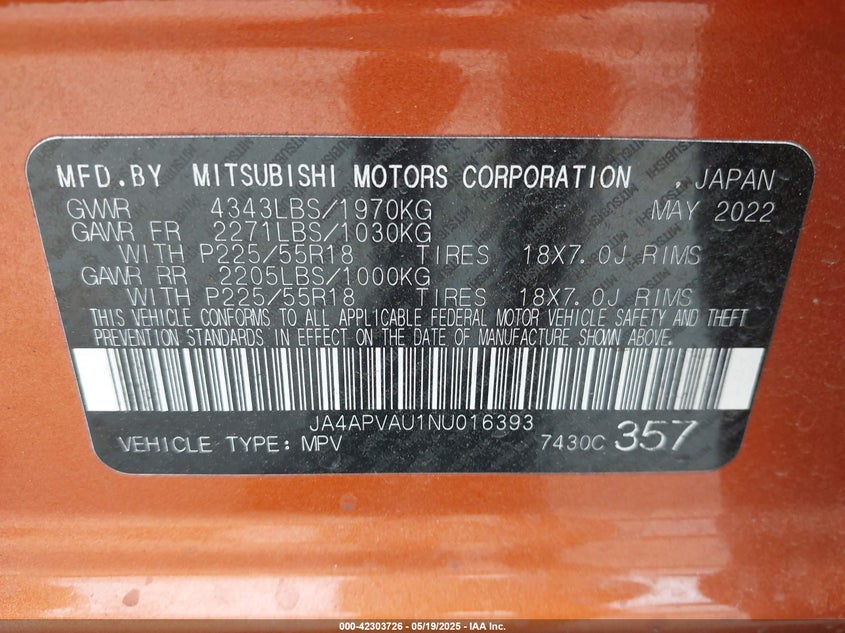 MFD.BY MITSUBISHI MOTORS CORPORATION , JAPAN
GVWR 4343LBS/1970KG MAY 2022
GAWR FR 2271LBS/1030KG
WITH P225/55R18 TIRES 18X7.0J RIMS
GAWR RR 2205LBS/1000KG
WITH P225/55R18 TIRES 18X7.0J RIMS
THIS VEHICLE CONFORMS TO ALL APPLICABLE FEDERAL MOTOR VEHICLE SAFETY AND THEFT
PREVENTION STANDARDS IN EFFECT ON THE DATE OF MANUFACTURE SHOWN ABOVE.
JA4APVAU1NU016393
VEHICLE TYPE: MPV 7430C 357
000-42303726 - 05/19/2025 - IAA Inc.